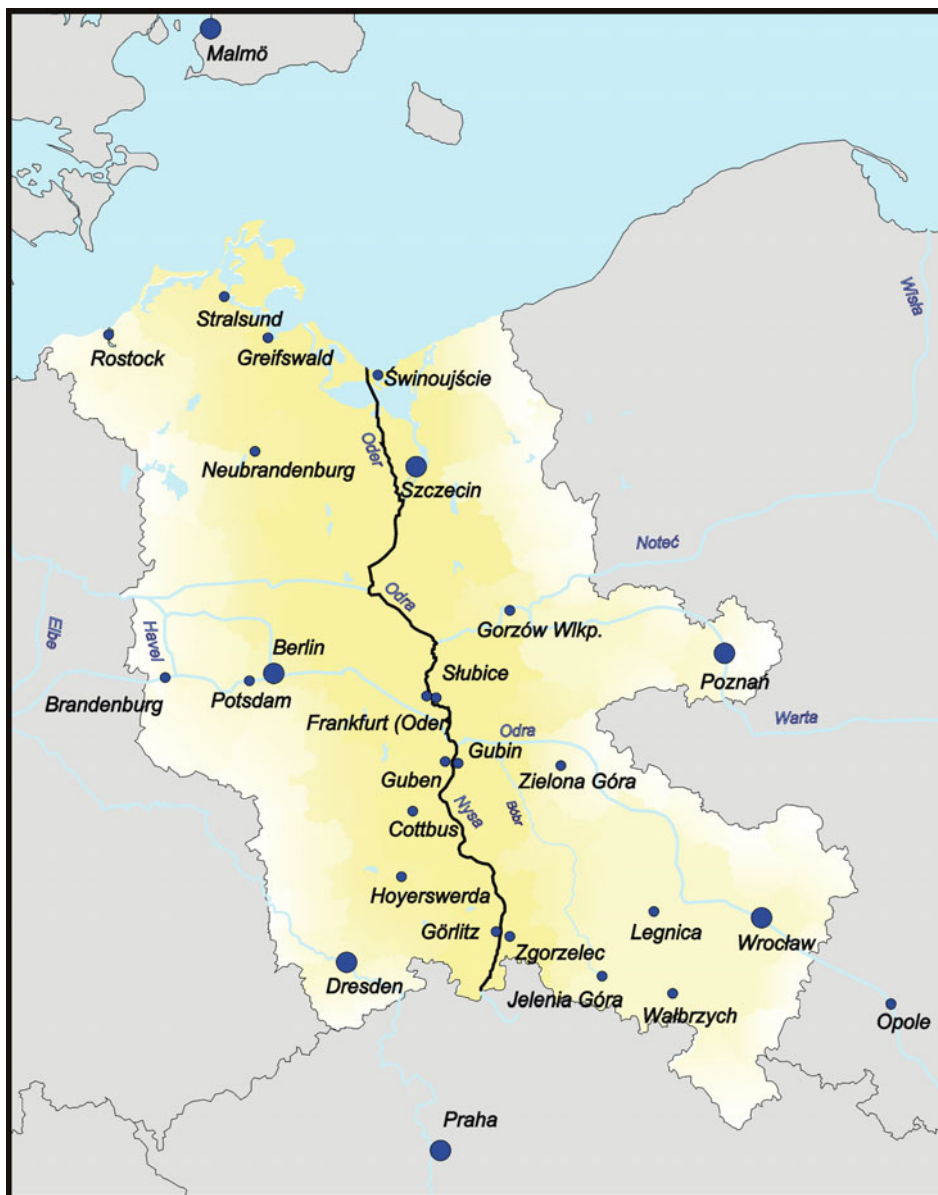 Malmö
Wisła
Stralsund
Rostock
Greifswald
Świnoujście
Oder
Neubrandenburg
Szczecin
Noteć
Odra
Gorzów Wlkp.
Elbe
Havel
Berlin
Słubice
Poznań
Brandenburg
Potsdam
Frankfurt (Oder)
Odra
Warta
Guben
Gubin
Zielona Góra
Nysa
Bóbr
Cottbus
Hoyerswerda
Görlitz
Zgorzelec
Legnica
Wrocław
Dresden
Jelenia Góra
Wałbrzych
Opole
Praha